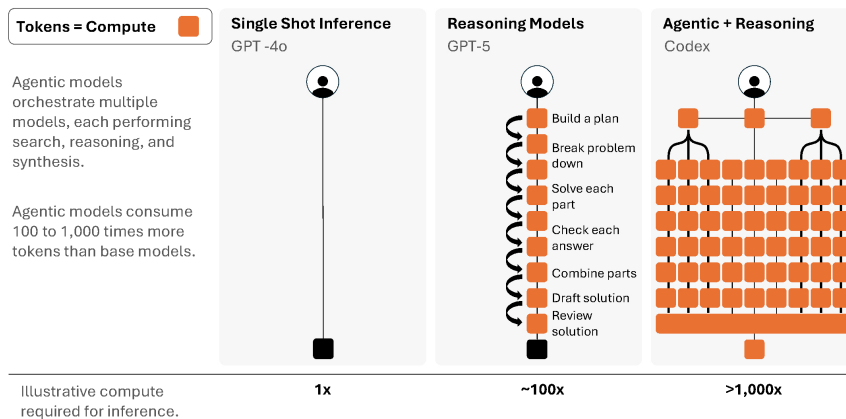 Tokens = Compute
Agentic models
orchestrate multiple
models, each performing
search, reasoning, and
synthesis.
Agentic models consume
100 to 1,000 times more
tokens than base models.
Single Shot Inference
GPT -4o
Reasoning Models
GPT-5
Build a plan
Break problem
down
Solve each
part
Check each
answer
Combine parts
Draft solution
Review
solution
Agentic + Reasoning
Codex
Illustrative compute
required for inference.
1x
~100x
>1,000x